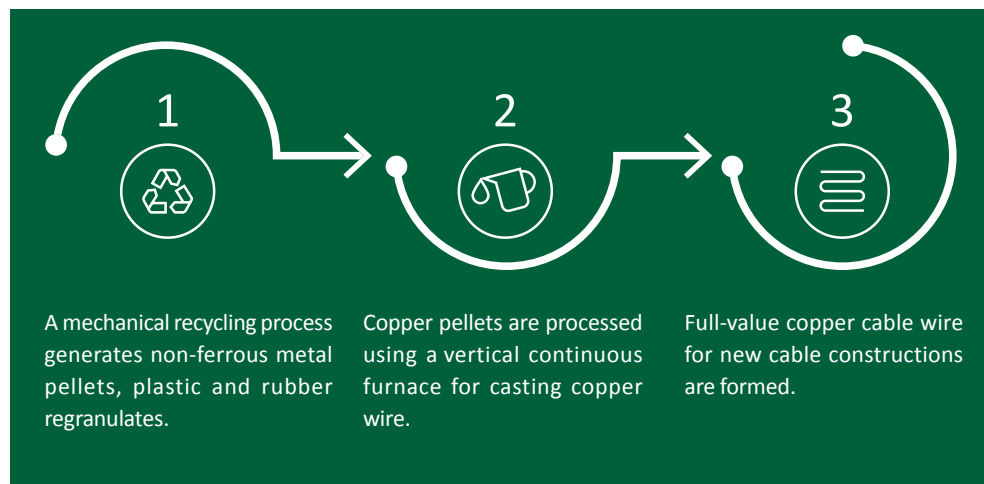 1
A mechanical recycling process
generates non-ferrous metal
pellets, plastic and rubber
regranulates.
2
Copper pellets are processed
using a vertical continuous
furnace for casting copper
wire.
3
Full-value copper cable wire
for new cable constructions
are formed.